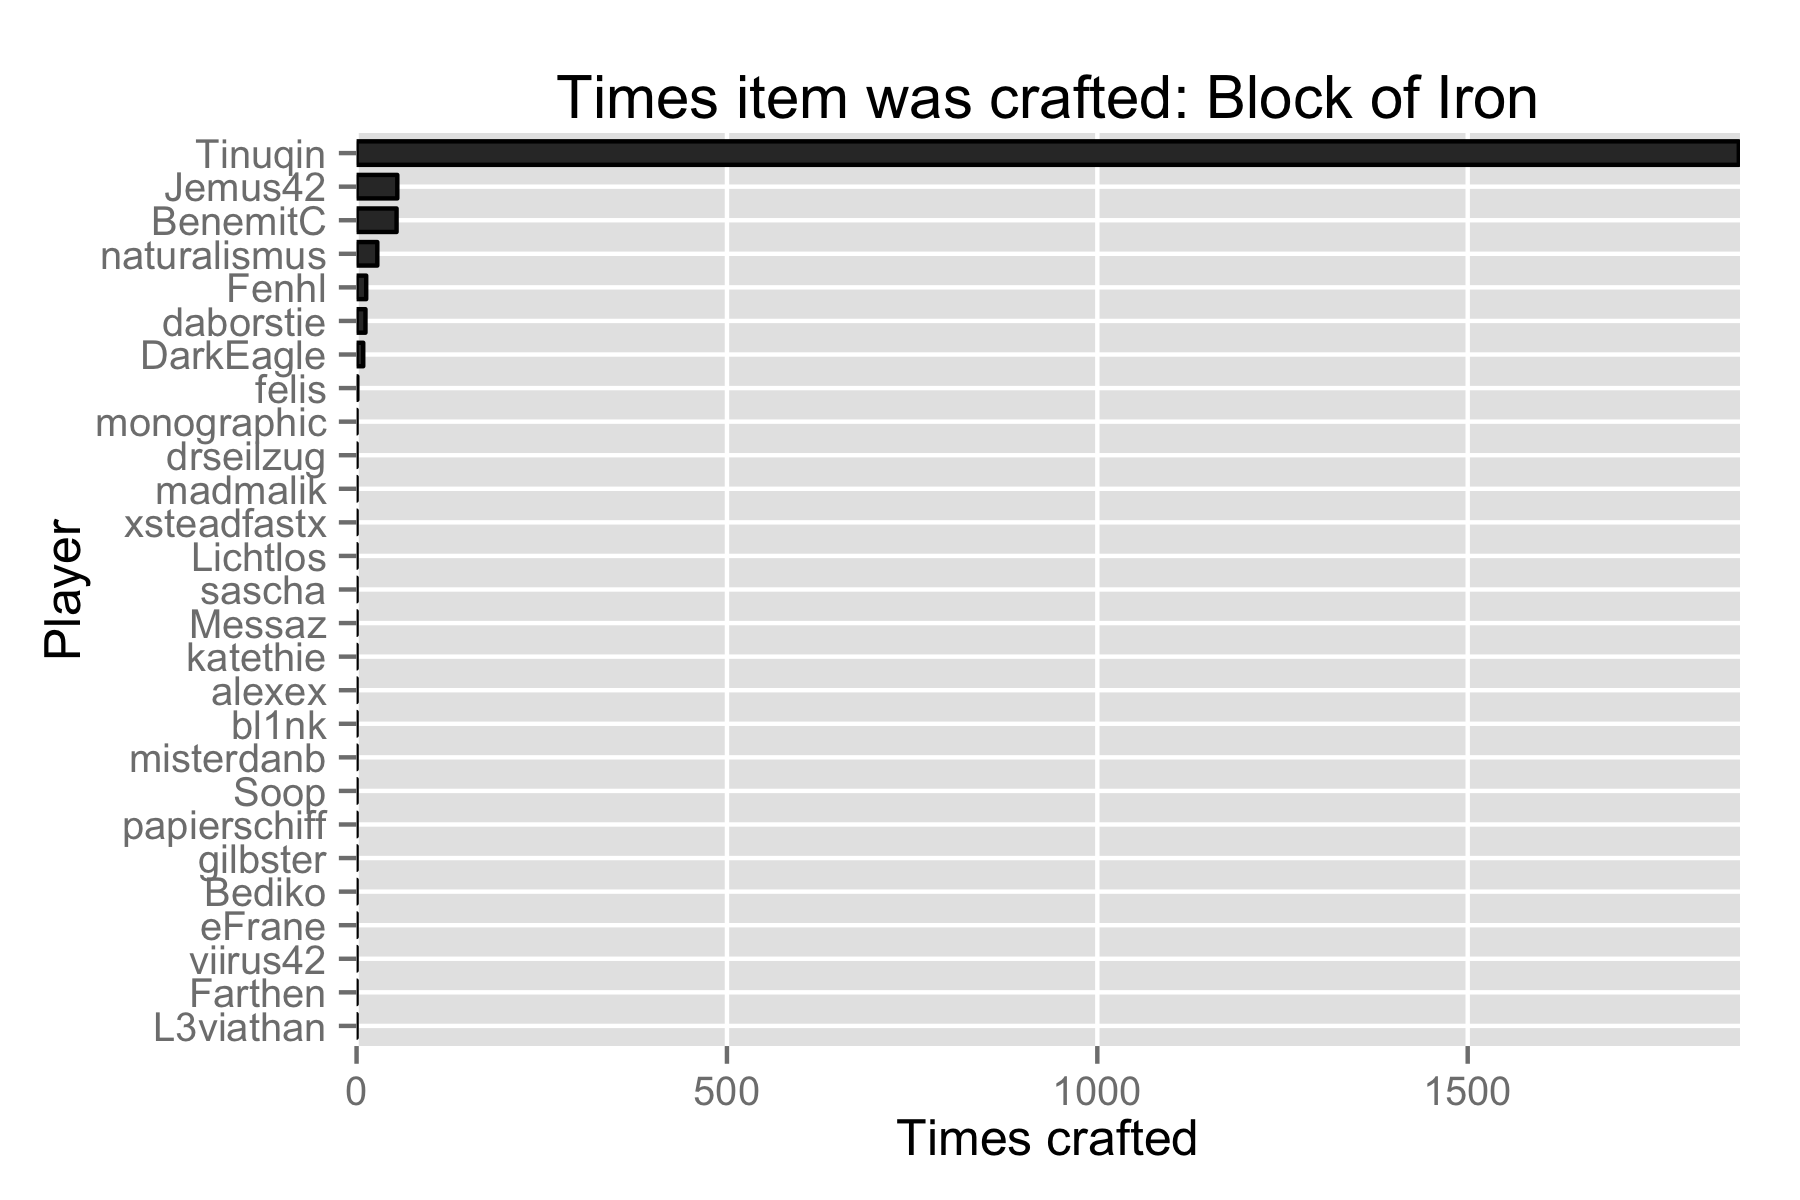 Times item was crafted: Block of Iron
Player
Tinuqin
Jemus42
BenemitC
naturalismus
Fenhl
daborstie
DarkEagle
felis
monographic
drseilzug
madmalik
xsteadfastx
Lichtlos
sascha
Messaz
katethie
alexex
bl1nk
misterdanb
Soop
papierschiff
gilbster
Bediko
eFrane
viirus42
Farthen
L3viathan
0 500 1000 1500
Times crafted